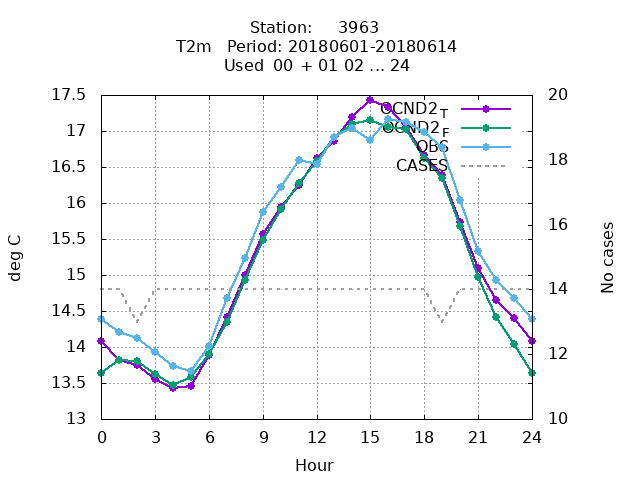 Station: 3963
T2m Period: 20180601-20180614
Used 00 + 01 02 ... 24
17.5
17
16.5
16
15.5
15
14.5
14
13.5
13
20
18
16
14
12
10
deg C
No cases
CCND2T
CCND2F
OBS
CASES
0 3 6 9 12 15 18 21 24
Hour